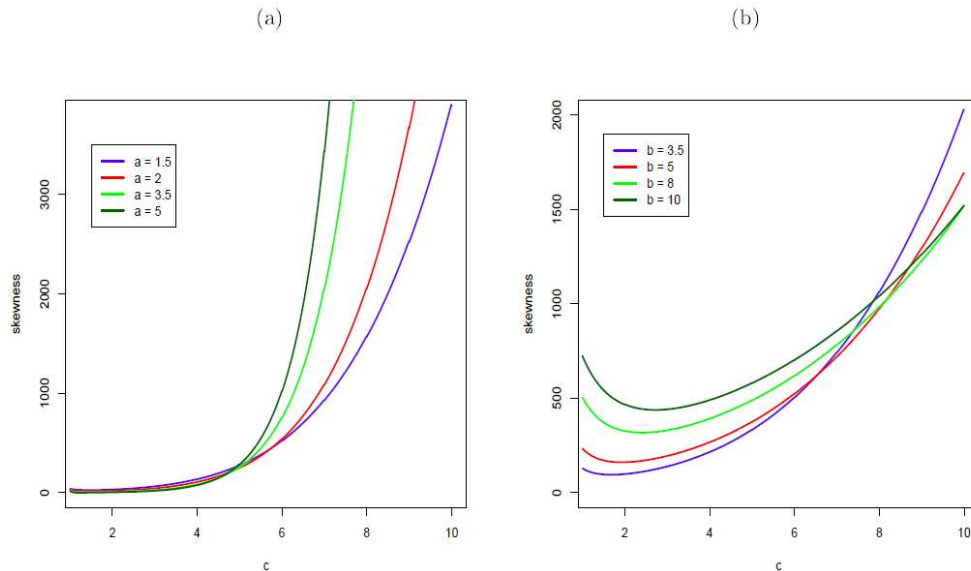 (a)
(b)
skewness
0
1000
2000
3000
a = 1.5
a = 2
a = 3.5
a = 5
2
4
6
8
10
c
skewness
0
500
1000
1500
2000
b = 3.5
b = 5
b = 8
b = 10
2
4
6
8
10
c